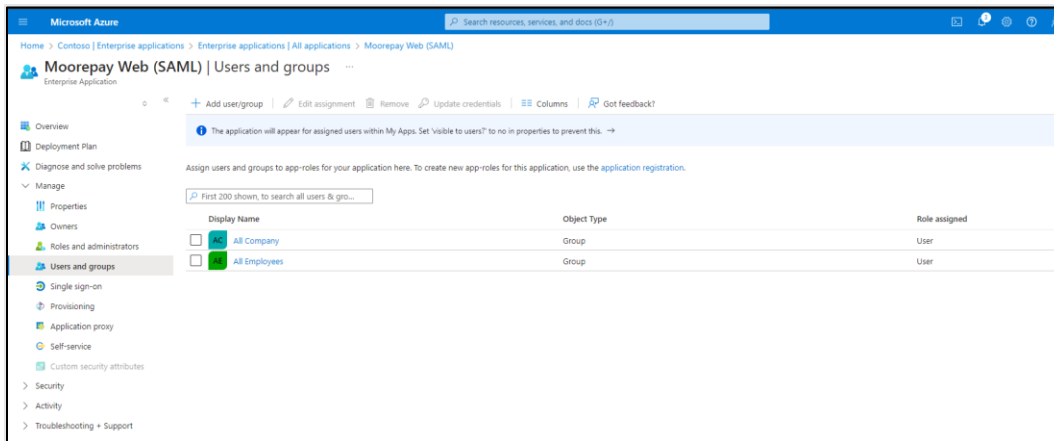 Microsoft Azure
Search resources, services, and docs (G+/)
1
Home > Contoso | Enterprise applications > Enterprise applications | All applications > Moorepay Web (SAML)
Moorepay Web (SAML) | Users and groups ...
Enterprise Application
Add user/group
Edit assignment
Remove
Update credentials
Columns
Got feedback?
The application will appear for assigned users within My Apps. Set 'visible to users?' to no in properties to prevent this. →
Assign users and groups to app-roles for your application here. To create new app-roles for this application, use the application registration.
First 200 shown, to search all users & gro...
Display Name Object Type Role assigned
AC All Company Group User
AE All Employees Group User
Overview
Deployment Plan
Diagnose and solve problems
Manage
Properties
Owners
Roles and administrators
Users and groups
Single sign-on
Provisioning
Application proxy
Self-service
Custom security attributes
Security
Activity
Troubleshooting + Support